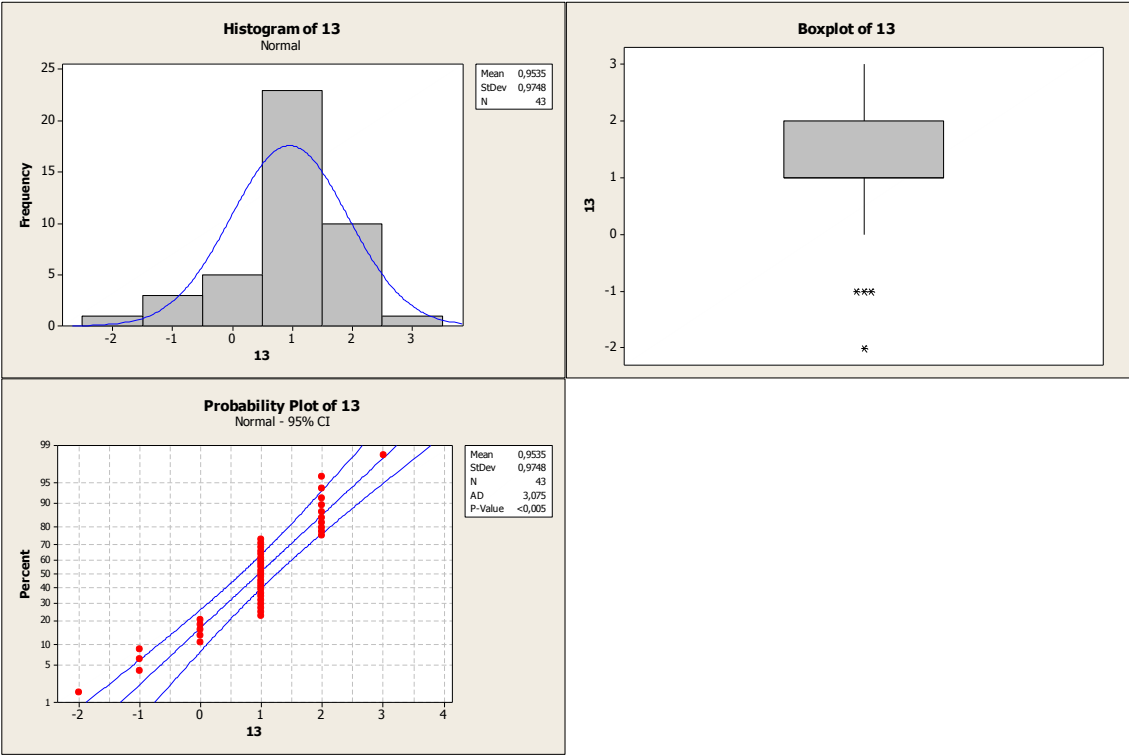 Histogram of 13
Normal
25
20
15
10
5
0
Frequency
-2 -1 0 1 2 3
13
Mean 0,9535
StDev 0,9748
N 43
Boxplot of 13
3
2
1
0
-1
-2
13
Probability Plot of 13
Normal - 95% CI
99
95
90
80
70
60
50
40
30
20
10
5
1
Percent
-2 -1 0 1 2 3 4
13
Mean 0,9535
StDev 0,9748
N 43
AD 3,075
P-Value <0,005